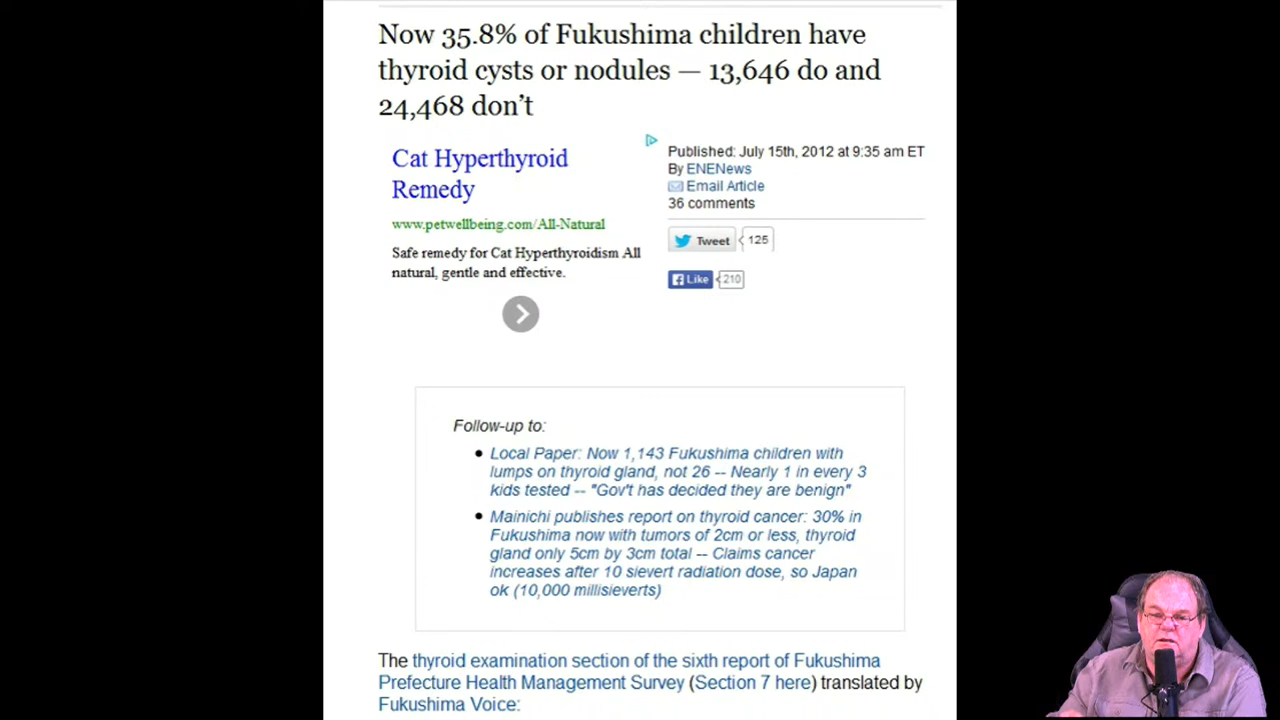 Now 35.8% of Fukushima children have
thyroid cysts or nodules — 13,646 do and
24,468 don't
Cat Hyperthyroid
Remedy
www.petwellbeing.com/All-Natural
Safe remedy for Cat Hyperthyroidism All
natural, gentle and effective.
Published: July 15th, 2012 at 9:35 am ET
By ENENews
Email Article
36 comments
Tweet 125
Like 210
Follow-up to:
Local Paper: Now 1,143 Fukushima children with
lumps on thyroid gland, not 26 -- Nearly 1 in every 3
kids tested -- "Gov't has decided they are benign"
Mainichi publishes report on thyroid cancer: 30% in
Fukushima now with tumors of 2cm or less, thyroid
gland only 5cm by 3cm total -- Claims cancer
increases after 10 sievert radiation dose, so Japan
ok (10,000 millisieverts)
The thyroid examination section of the sixth report of Fukushima
Prefecture Health Management Survey (Section 7 here) translated by
Fukushima Voice: